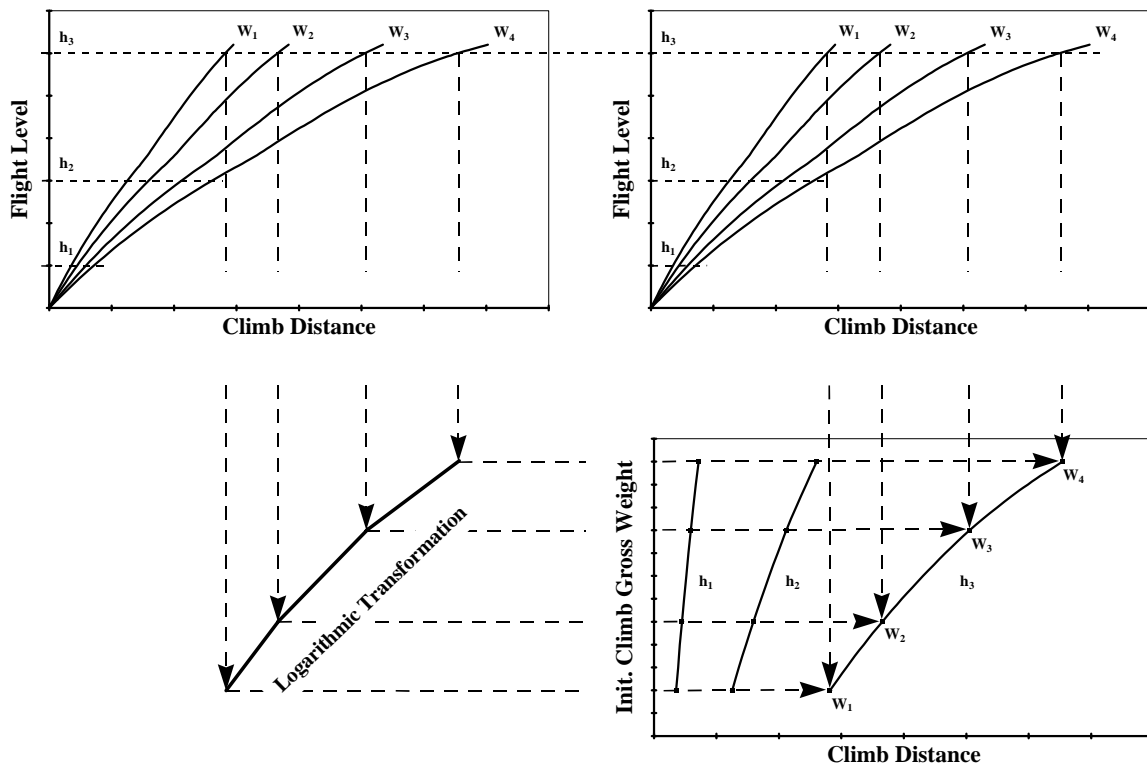 W1 W2 W3 W4
h3
h2
h1
Flight Level
Climb Distance
W1 W2 W3 W4
h3
h2
h1
Flight Level
Climb Distance
Logarithmic Transformation
Init. Climb Gross Weight
h1 h2 h3
W4
W3
W2
W1
Climb Distance